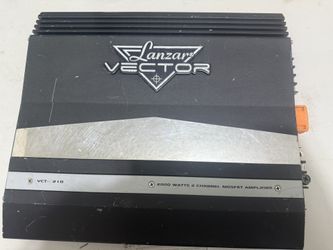 Lanzar
VECTOR
VCT-210
2000 WATTS 2 CHANNEL MOSFET AMPLIFIER